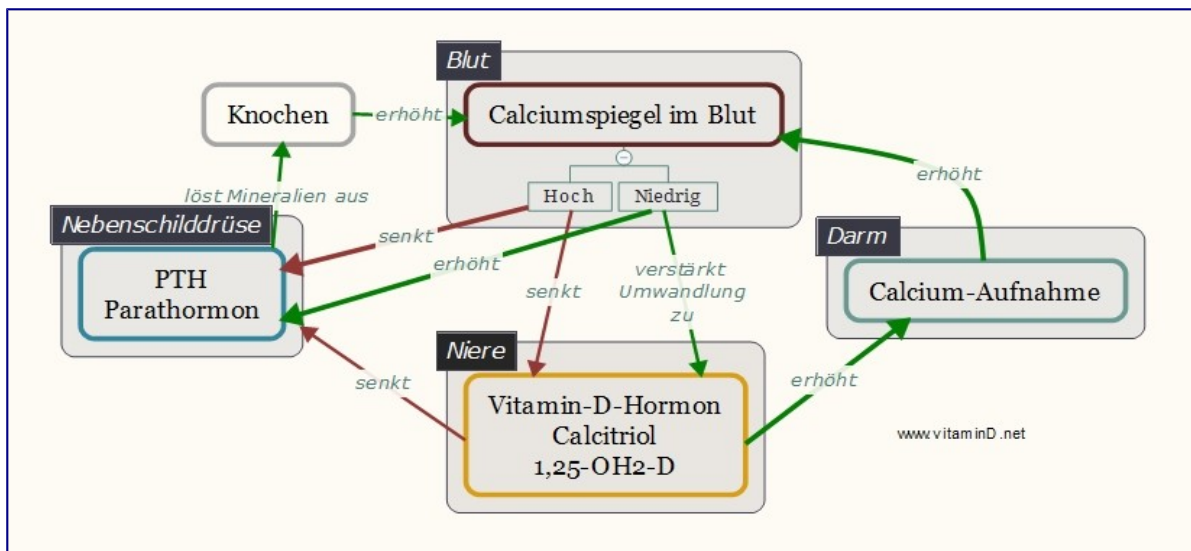 Blut
Knochen
erhöht
Calciumspiegel im Blut
erhöht
Hoch
Niedrig
löst Mineralien aus
Nebenschilddrüse
PTH
Parathormon
senkt
erhöht
senkt
verstärkt
Umwandlung
zu
Darm
Calcium-Aufnahme
Niere
senkt
Vitamin-D-Hormon
Calcitriol
1,25-OH2-D
erhöht
www.vitaminD.net